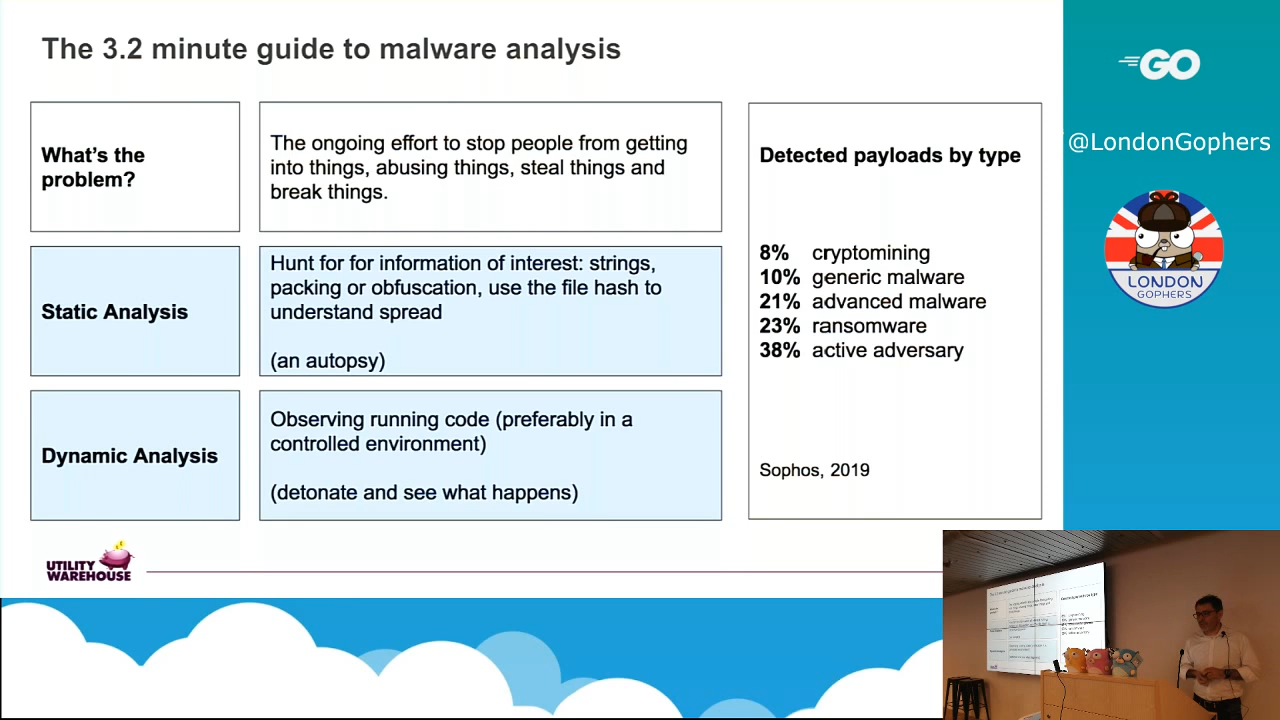 The 3.2 minute guide to malware analysis
What's the
problem?
The ongoing effort to stop people from getting
into things, abusing things, steal things and
break things.
Static Analysis
Hunt for for information of interest: strings,
packing or obfuscation, use the file hash to
understand spread
(an autopsy)
Dynamic Analysis
Observing running code (preferably in a
controlled environment)
(detonate and see what happens)
Detected payloads by type
8% cryptomining
10% generic malware
21% advanced malware
23% ransomware
38% active adversary
Sophos, 2019
UTILITY
WAREHOUSE
GO
@LondonGophers
LONDON
GOPHERS